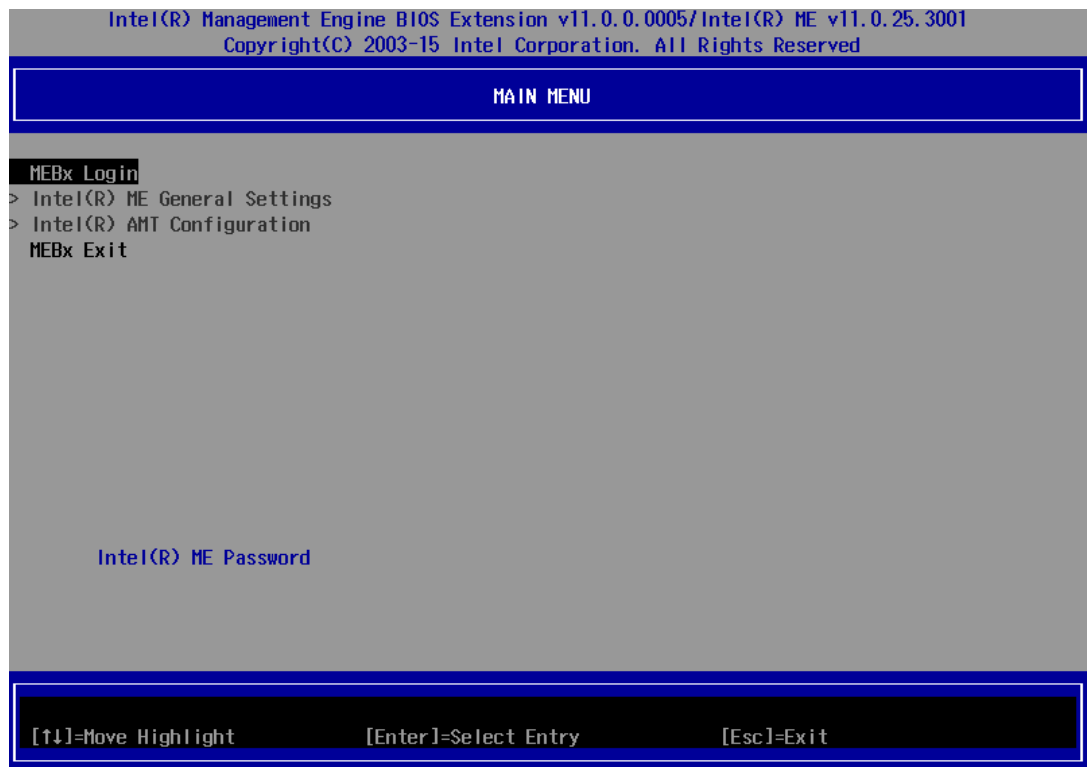 Intel(R) Management Engine BIOS Extension v11.0.0.0005/Intel(R) ME v11.0.25.3001
Copyright(C) 2003-15 Intel Corporation. All Rights Reserved
MAIN MENU
MEBx Login
> Intel(R) ME General Settings
> Intel(R) AMT Configuration
MEBx Exit
Intel(R) ME Password
[↑↓]=Move Highlight [Enter]=Select Entry [Esc]=Exit